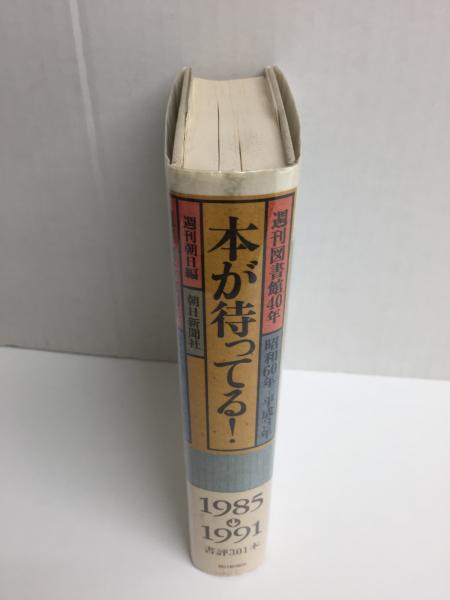 週刊図書館40年
昭和60年-平成3年
本が待ってる!
週刊朝日編
朝日新聞社
1985
1991
書評301本